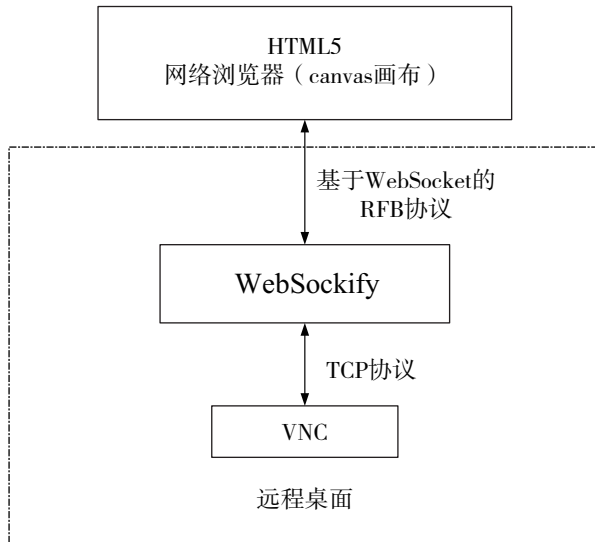 HTML5
网络浏览器（canvas画布）
基于WebSocket的
RFB协议
WebSockify
TCP协议
VNC
远程桌面